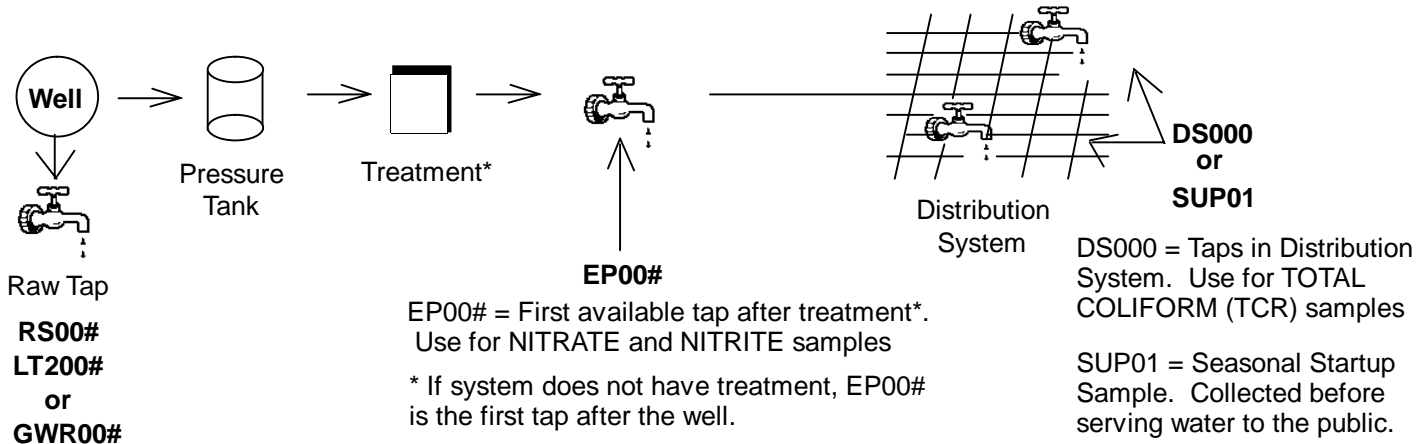 Well
Pressure
Tank
Treatment*
Raw Tap
RS00#
LT200#
or
GWR00#
EP00#
EP00# = First available tap after treatment*.
Use for NITRATE and NITRITE samples
* If system does not have treatment, EP00#
is the first tap after the well.
Distribution
System
DS000
or
SUP01
DS000 = Taps in Distribution
System. Use for TOTAL
COLIFORM (TCR) samples
SUP01 = Seasonal Startup
Sample. Collected before
serving water to the public.